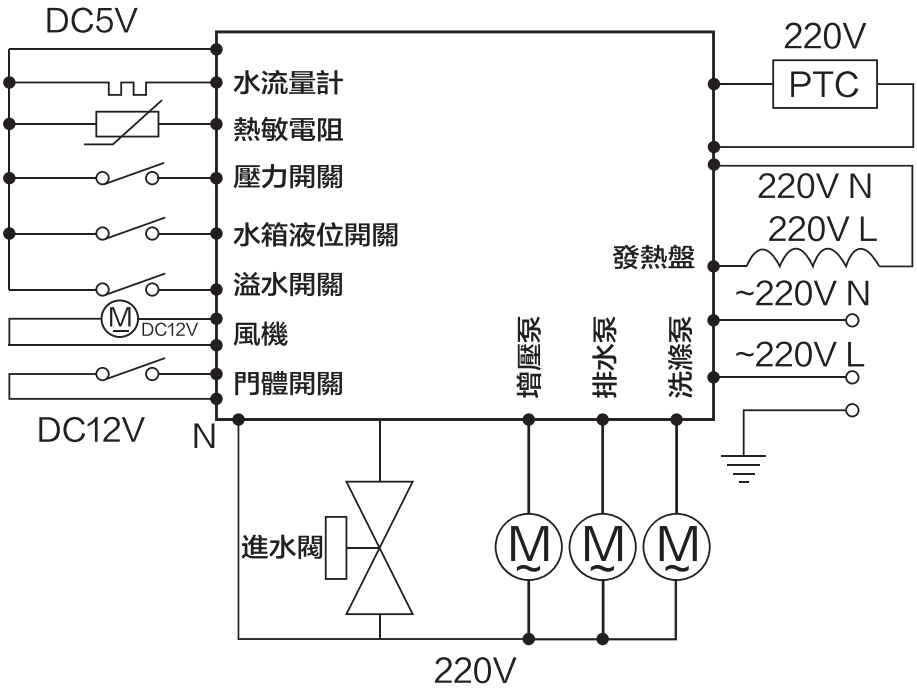 DC5V
水流量計
熱敏電阻
壓力開關
水箱液位開關
溢水開關
M
DC12V
風機
門體開關
DC12V
N
220V
PTC
220V N
220V L
發熱盤
~220V N
~220V L
增壓泵
排水泵
洗滌泵
進水閥
M
~
M
~
M
~
220V